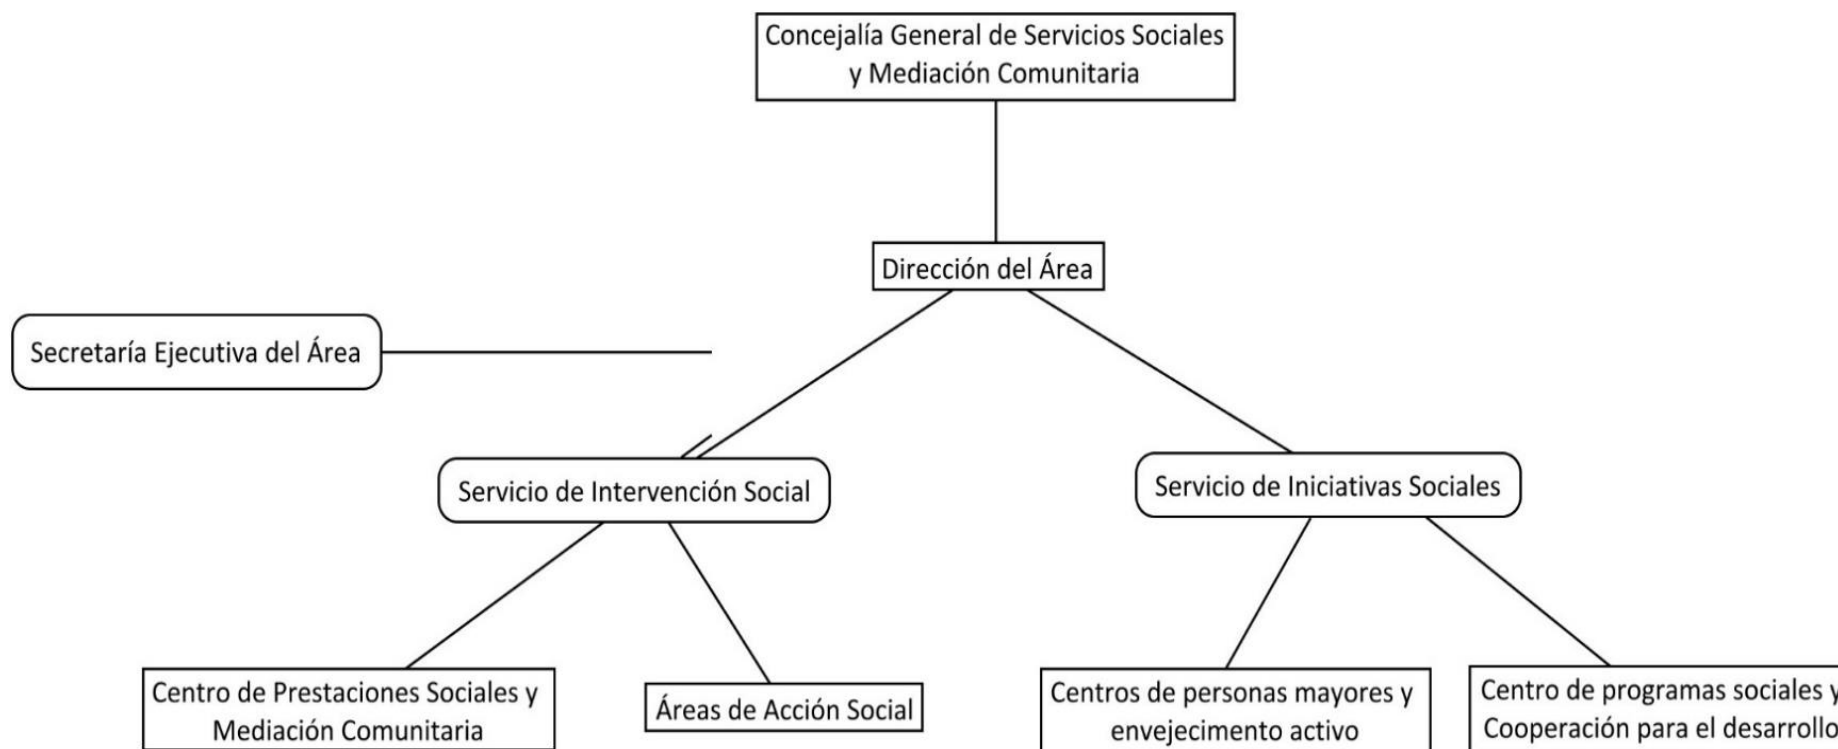 Concejalía General de Servicios Sociales
y Mediación Comunitaria
Dirección del Área
Secretaría Ejecutiva del Área
Servicio de Intervención Social
Servicio de Iniciativas Sociales
Centro de Prestaciones Sociales y
Mediación Comunitaria
Áreas de Acción Social
Centros de personas mayores y
envejecimento activo
Centro de programas sociales y
Cooperación para el desarrollo